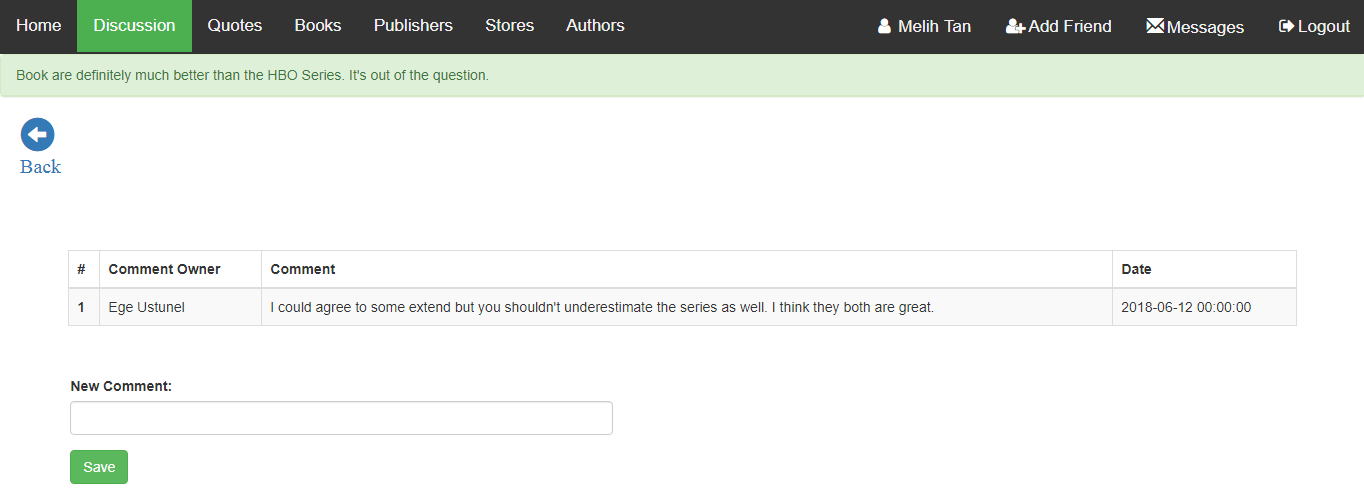 Home Discussion Quotes Books Publishers Stores Authors Melih Tan Add Friend Messages Logout
Book are definitely much better than the HBO Series. It's out of the question.
Back
# Comment Owner Comment Date
1 Ege Ustunel I could agree to some extend but you shouldn't underestimate the series as well. I think they both are great. 2018-06-12 00:00:00
New Comment:
Save